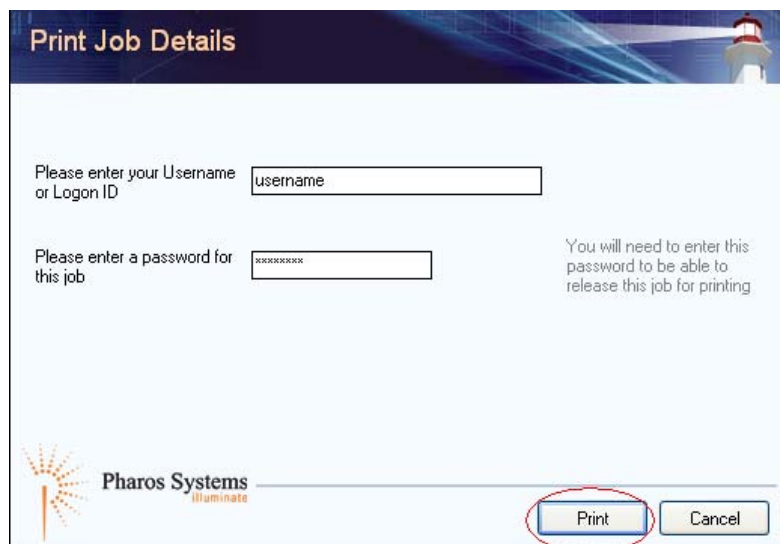 Print Job Details
Please enter your Username
or Logon ID
username
Please enter a password for
this job
xxxxxxxx
You will need to enter this
password to be able to
release this job for printing
Pharos Systems
illuminate
Print
Cancel